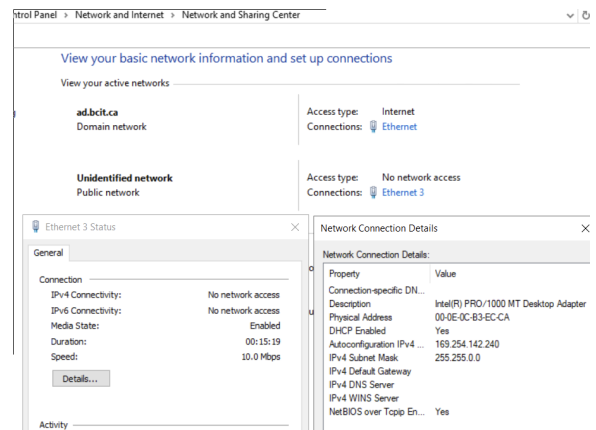 ntrol Panel > Network and Internet > Network and Sharing Center
View your basic network information and set up connections
View your active networks
ad.bcit.ca
Domain network
Access type: Internet
Connections: Ethernet
Unidentified network
Public network
Access type: No network access
Connections: Ethernet 3
Ethernet 3 Status
General
Connection
IPv4 Connectivity: No network access
IPv6 Connectivity: No network access
Media State: Enabled
Duration: 00:15:19
Speed: 10.0 Mbps
Details...
Activity
Network Connection Details
Network Connection Details:
Property Value
Connection-specific DN...
Description Intel(R) PRO/1000 MT Desktop Adapter
Physical Address 00-0E-0C-B3-EC-CA
DHCP Enabled Yes
Autoconfiguration IPv4 ... 169.254.142.240
IPv4 Subnet Mask 255.255.0.0
IPv4 Default Gateway
IPv4 DNS Server
IPv4 WINS Server
NetBIOS over Tcpip En... Yes